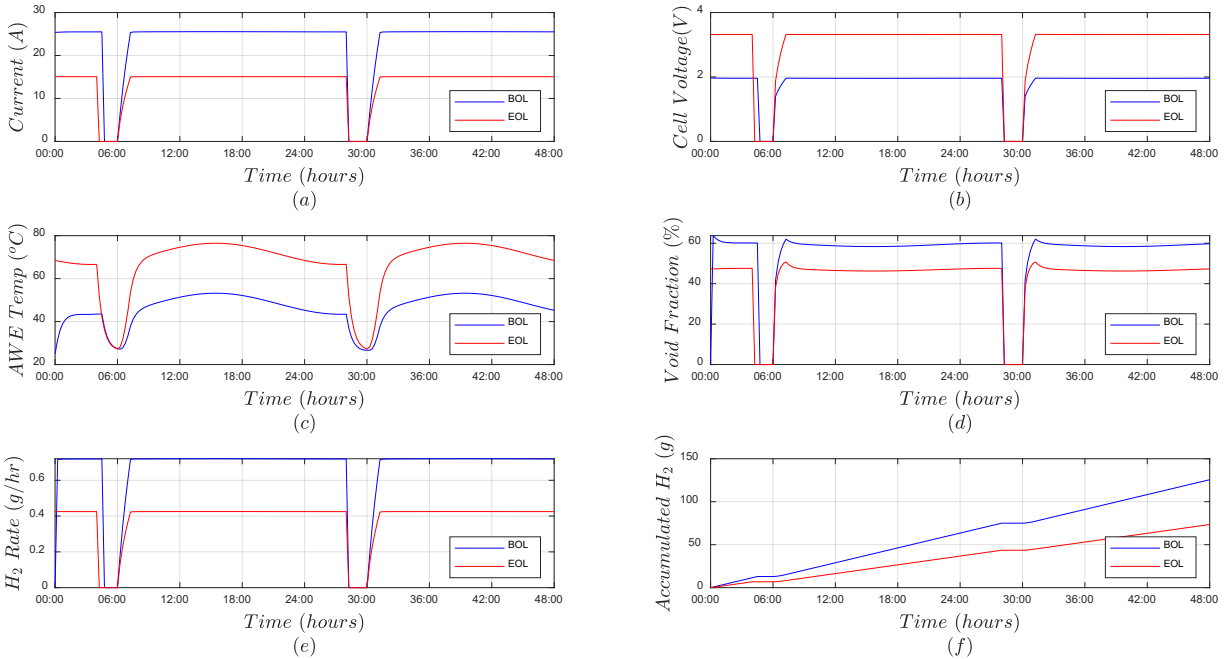 Current (A)
30
20
10
0
BOL
EOL
00:00 06:00 12:00 18:00 24:00 30:00 36:00 42:00 48:00
Time (hours)
(a)
Cell Voltage(V)
4
2
0
BOL
EOL
00:00 06:00 12:00 18:00 24:00 30:00 36:00 42:00 48:00
Time (hours)
(b)
AWE Temp (°C)
80
60
40
20
BOL
EOL
00:00 06:00 12:00 18:00 24:00 30:00 36:00 42:00 48:00
Time (hours)
(c)
Void Fraction (%)
60
40
20
0
BOL
EOL
00:00 06:00 12:00 18:00 24:00 30:00 36:00 42:00 48:00
Time (hours)
(d)
H₂ Rate (g/hr)
0.6
0.4
0.2
0
BOL
EOL
00:00 06:00 12:00 18:00 24:00 30:00 36:00 42:00 48:00
Time (hours)
(e)
Accumulated H₂ (g)
150
100
50
0
BOL
EOL
00:00 06:00 12:00 18:00 24:00 30:00 36:00 42:00 48:00
Time (hours)
(f)